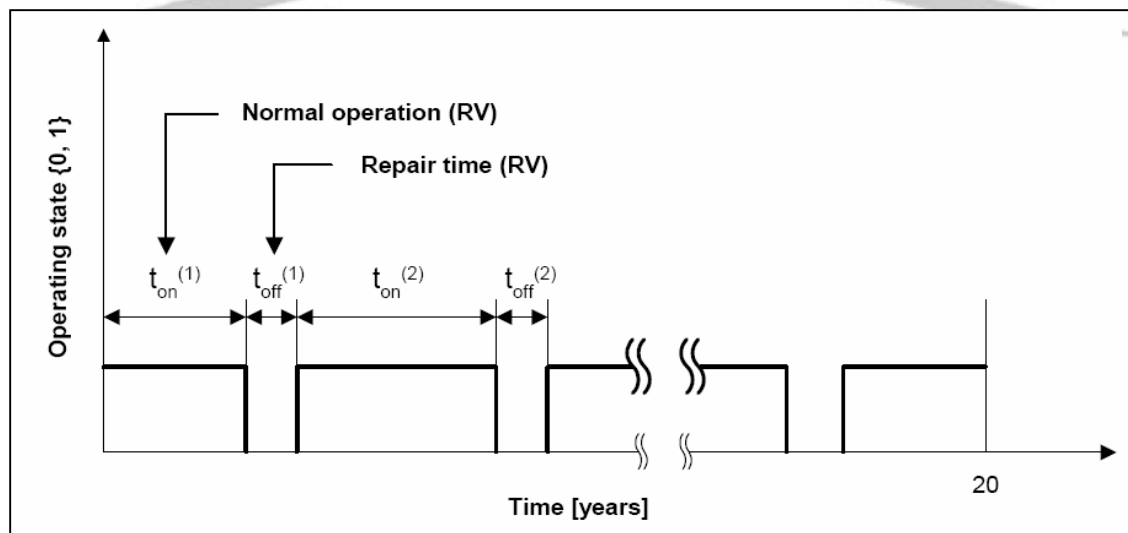 Operating state {0, 1}
Normal operation (RV)
Repair time (RV)
t_on^(1) t_off^(1) t_on^(2) t_off^(2)
20
Time [years]